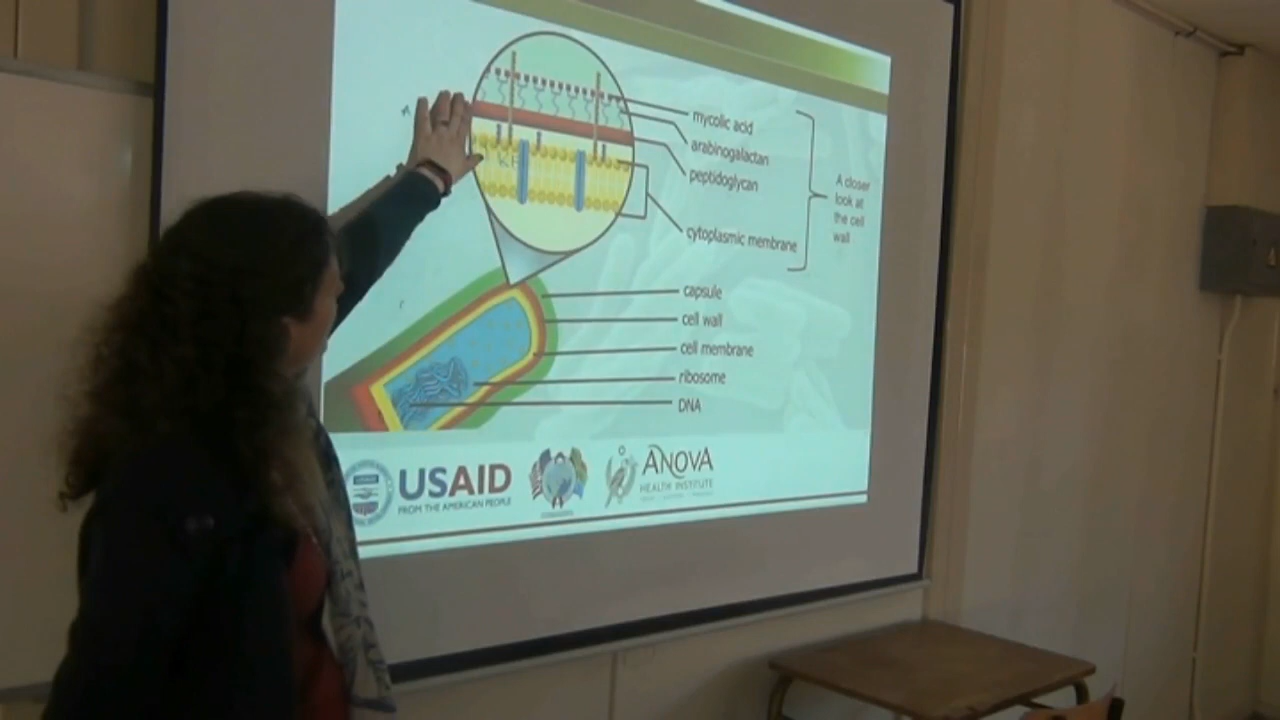 mycolic acid
arabinogalactan
peptidoglycan
cytoplasmic membrane
A closer
look at
the cell
wall
capsule
cell wall
cell membrane
ribosome
DNA
USAID
FROM THE AMERICAN PEOPLE
ANOVA
HEALTH INSTITUTE